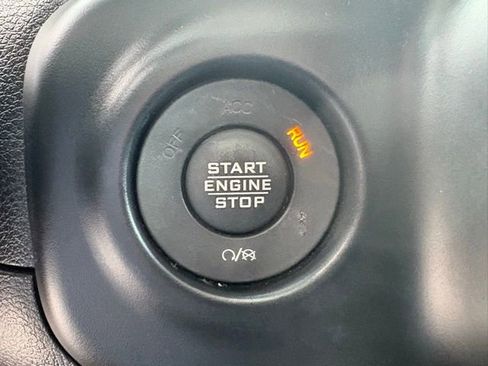 OFF
ACC
RUN
START
ENGINE
STOP